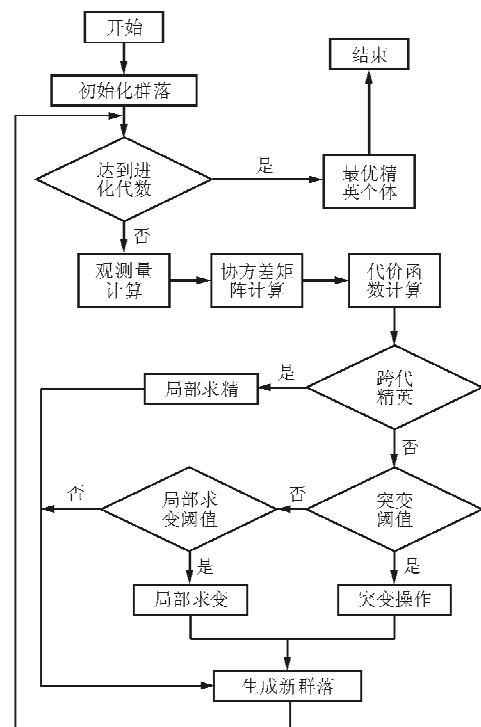 开始
结束
初始化群落
达到进
化代数
是
最优精
英个体
否
观测量
计算
协方差矩
阵计算
代价函
数计算
跨代
精英
是
局部求精
否
突变
阈值
否
局部求
变阈值
否
是
是
局部求变
突变操作
生成新群落